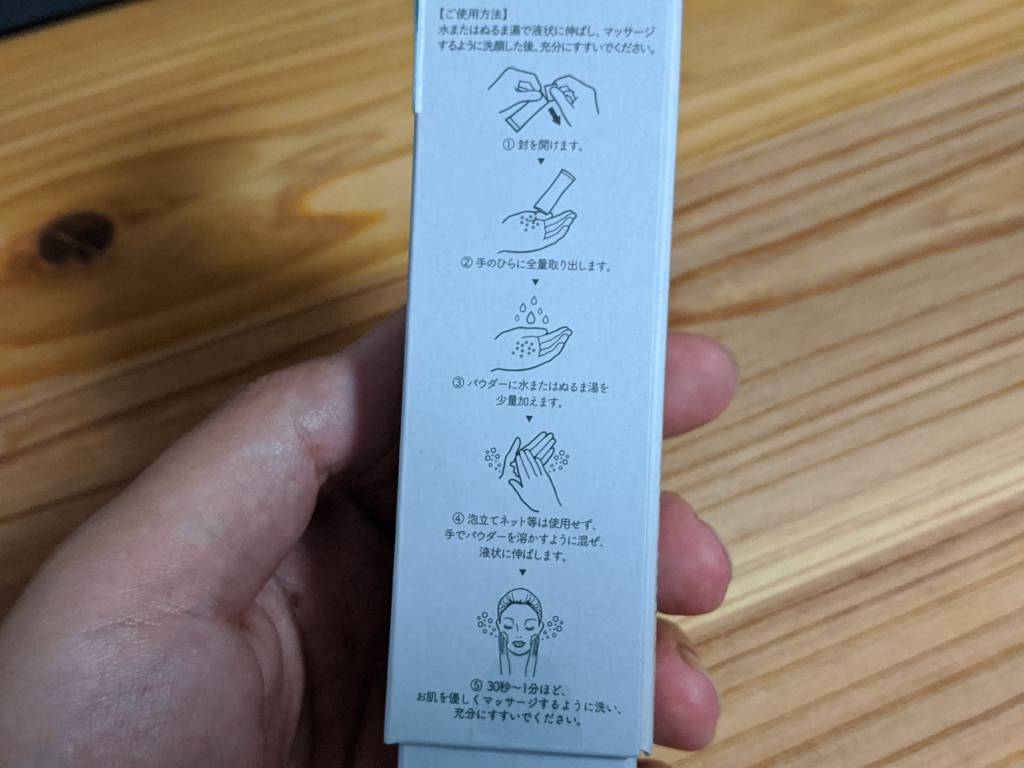 【ご使用方法】
水またはぬるま湯で液状に伸ばし、マッサージ
するように洗顔した後、充分にすすいでください。
① 封を開けます。
② 手のひらに全量取り出します。
③ パウダーに水またはぬるま湯を
少量加えます。
④ 泡立てネット等は使用せず、
手でパウダーを溶かすように混ぜ、
液状に伸ばします。
⑤ 30秒〜1分ほど、
お肌を優しくマッサージするように洗い、
充分にすすいでください。